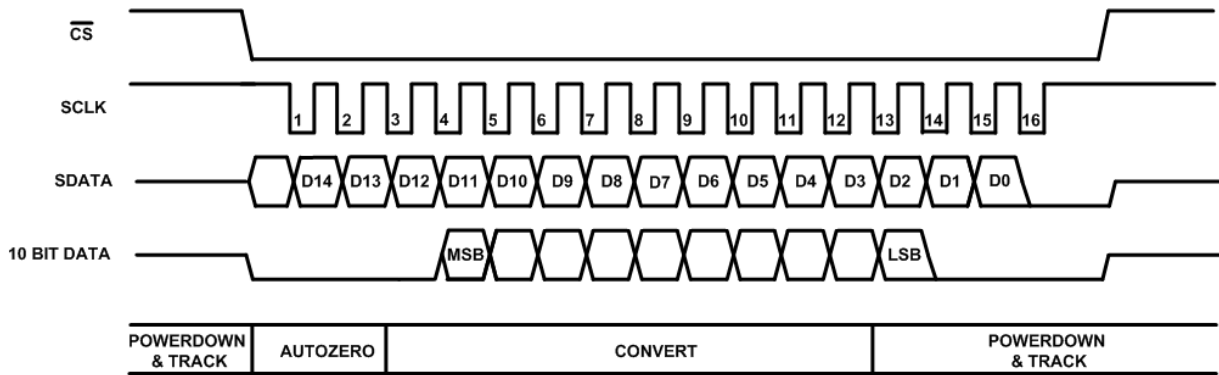 CS
SCLK
1 2 3 4 5 6 7 8 9 10 11 12 13 14 15 16
SDATA
D14 D13 D12 D11 D10 D9 D8 D7 D6 D5 D4 D3 D2 D1 D0
10 BIT DATA
MSB LSB
POWERDOWN
& TRACK
AUTOZERO
CONVERT
POWERDOWN
& TRACK